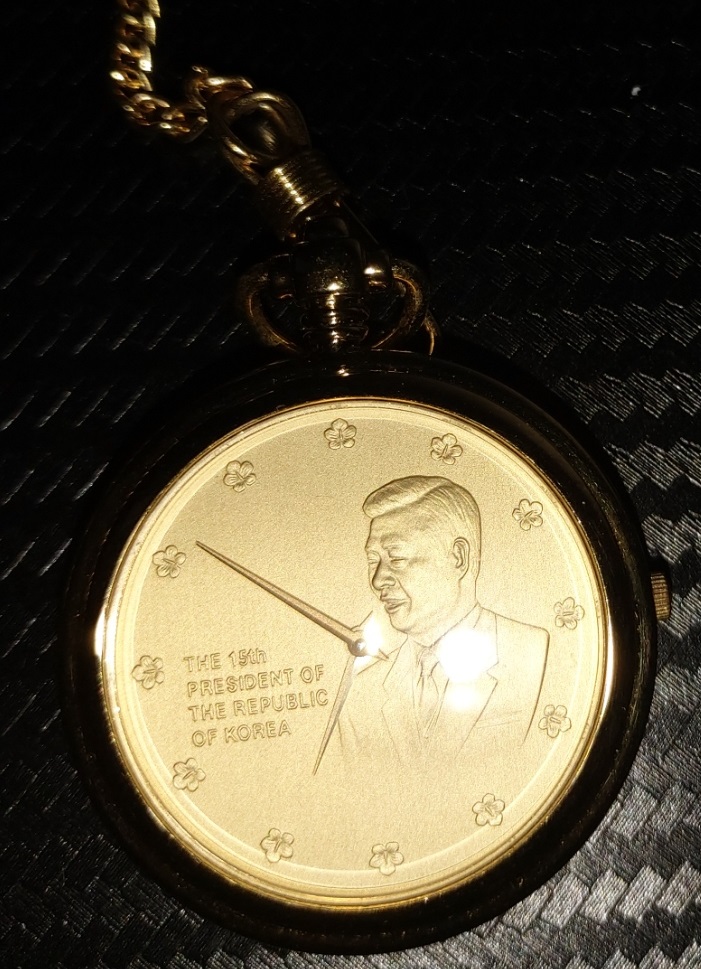 THE 15th
PRESIDENT OF
THE REPUBLIC
OF KOREA